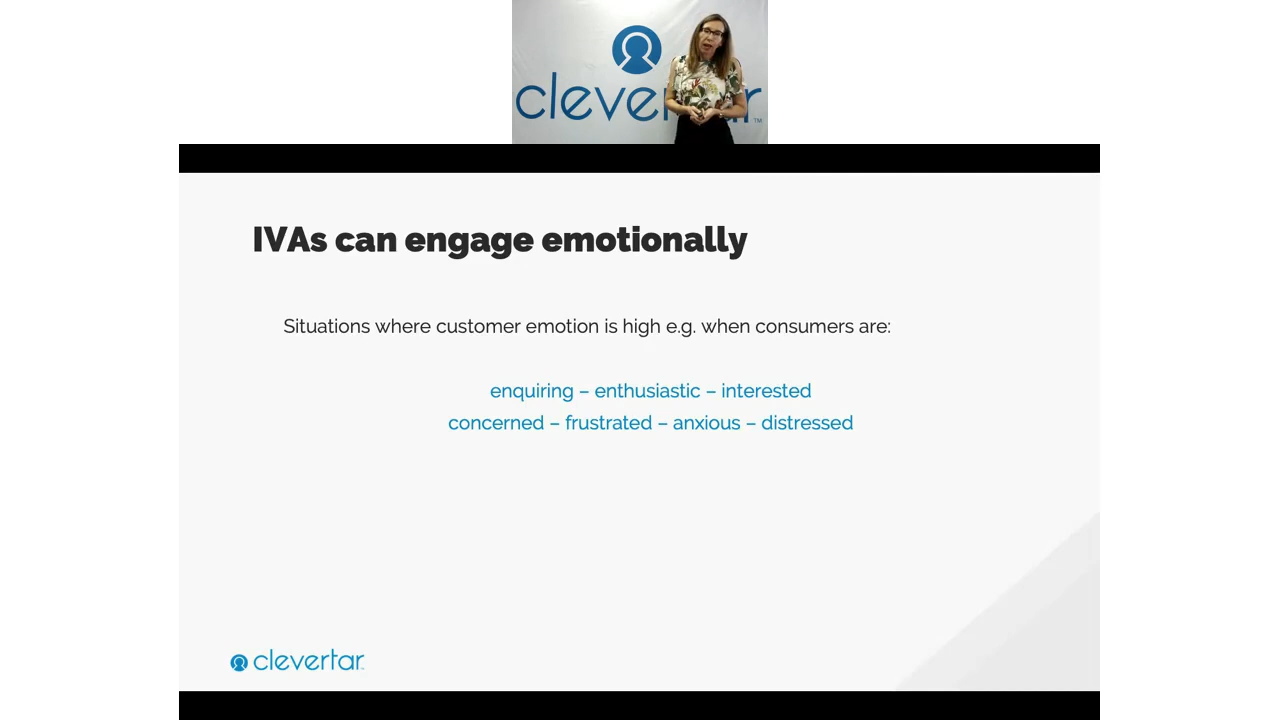 clevertar
TM
IVAs can engage emotionally
Situations where customer emotion is high e.g. when consumers are:
enquiring – enthusiastic – interested
concerned – frustrated – anxious – distressed
clevertar